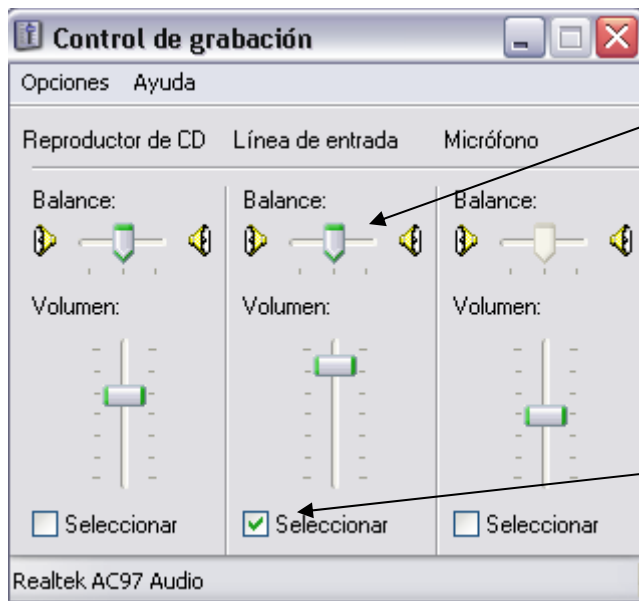 Control de grabación
Opciones Ayuda
Reproductor de CD Línea de entrada Micrófono
Balance: Balance: Balance:
Volumen: Volumen: Volumen:
Seleccionar Seleccionar Seleccionar
Realtek AC97 Audio